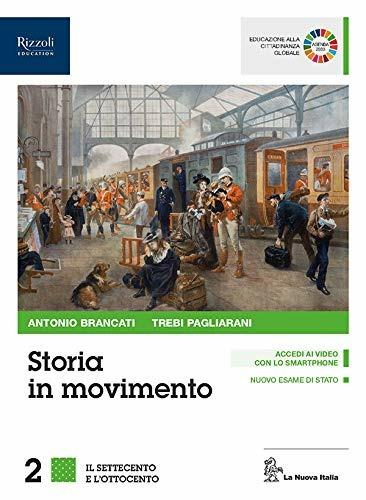 Rizzoli
EDUCATION
EDUCAZIONE ALLA
CITTADINANZA
GLOBALE
AGENDA
2030
ANTONIO BRANCATI TREBI PAGLIARANI
Storia
in movimento
ACCEDI AI VIDEO
CON LO SMARTPHONE
NUOVO ESAME DI STATO
2
IL SETTECENTO
E L'OTTOCENTO
La Nuova Italia